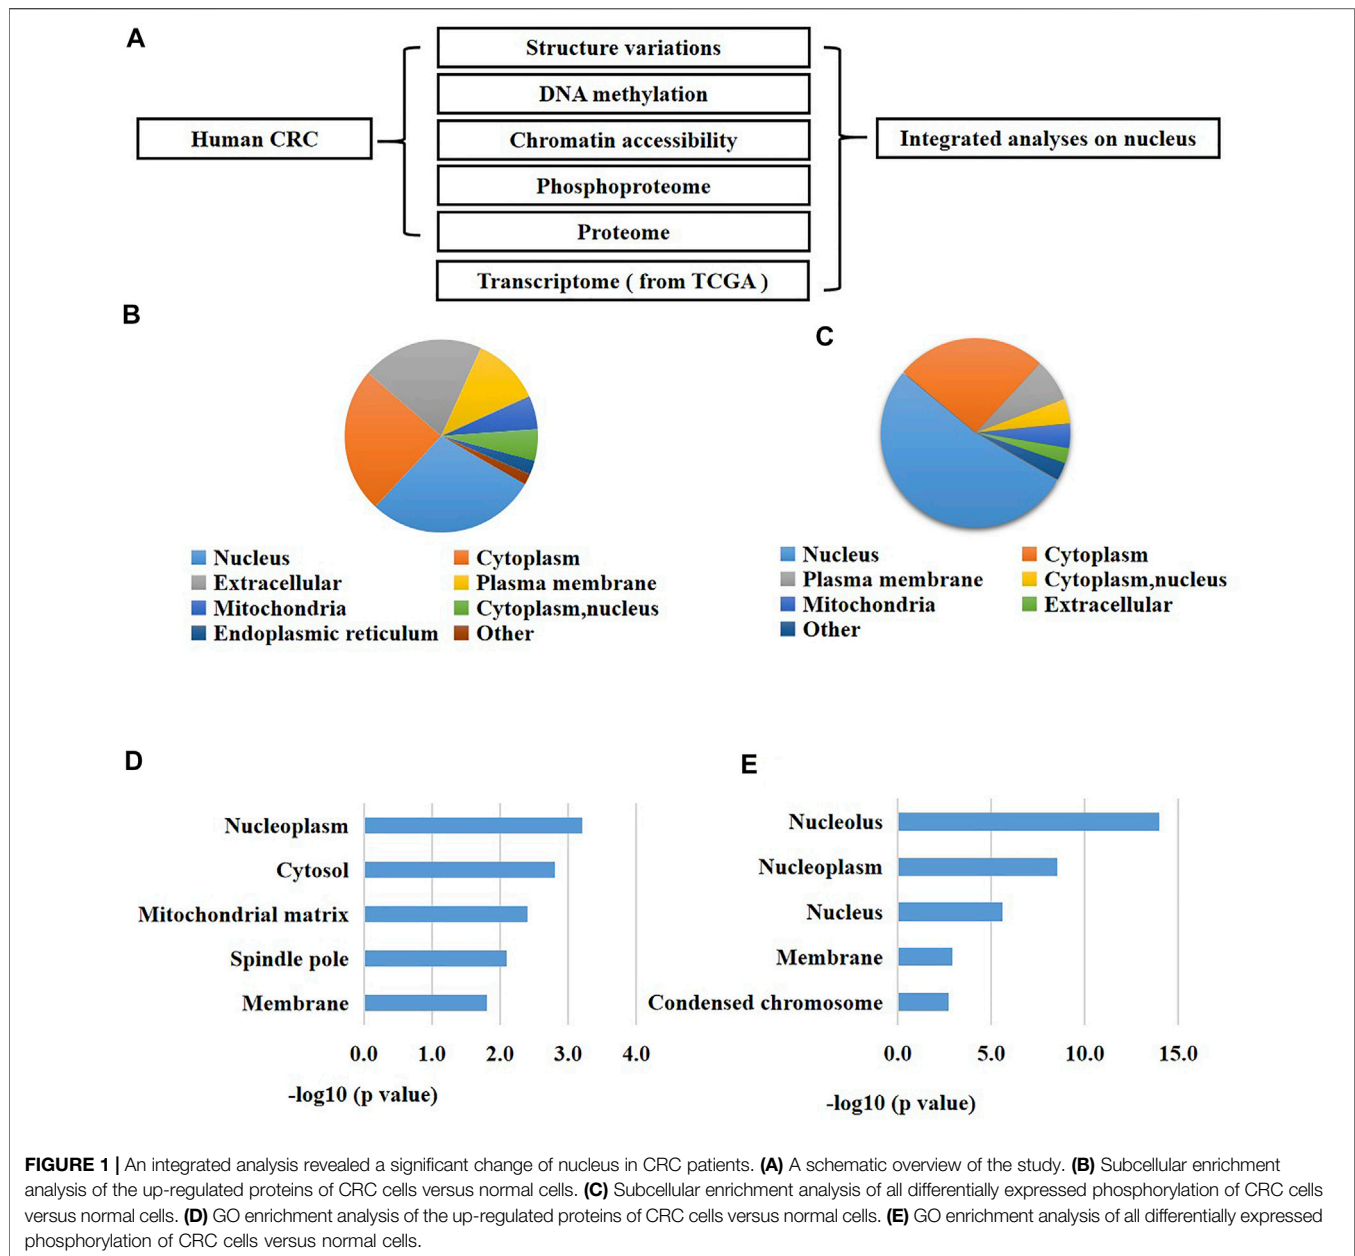 A
Structure variations
DNA methylation
Human CRC
Chromatin accessibility
Integrated analyses on nucleus
Phosphoproteome
Proteome
Transcriptome ( from TCGA )
B
Nucleus
Cytoplasm
Extracellular
Plasma membrane
Mitochondria
Cytoplasm,nucleus
Endoplasmic reticulum
Other
C
Nucleus
Cytoplasm
Plasma membrane
Cytoplasm,nucleus
Mitochondria
Extracellular
Other
D
Nucleoplasm
Cytosol
Mitochondrial matrix
Spindle pole
Membrane
0.0 1.0 2.0 3.0 4.0
-log10 (p value)
E
Nucleolus
Nucleoplasm
Nucleus
Membrane
Condensed chromosome
0.0 5.0 10.0 15.0
-log10 (p value)
FIGURE 1 | An integrated analysis revealed a significant change of nucleus in CRC patients. (A) A schematic overview of the study. (B) Subcellular enrichment
analysis of the up-regulated proteins of CRC cells versus normal cells. (C) Subcellular enrichment analysis of all differentially expressed phosphorylation of CRC cells
versus normal cells. (D) GO enrichment analysis of the up-regulated proteins of CRC cells versus normal cells. (E) GO enrichment analysis of all differentially expressed
phosphorylation of CRC cells versus normal cells.